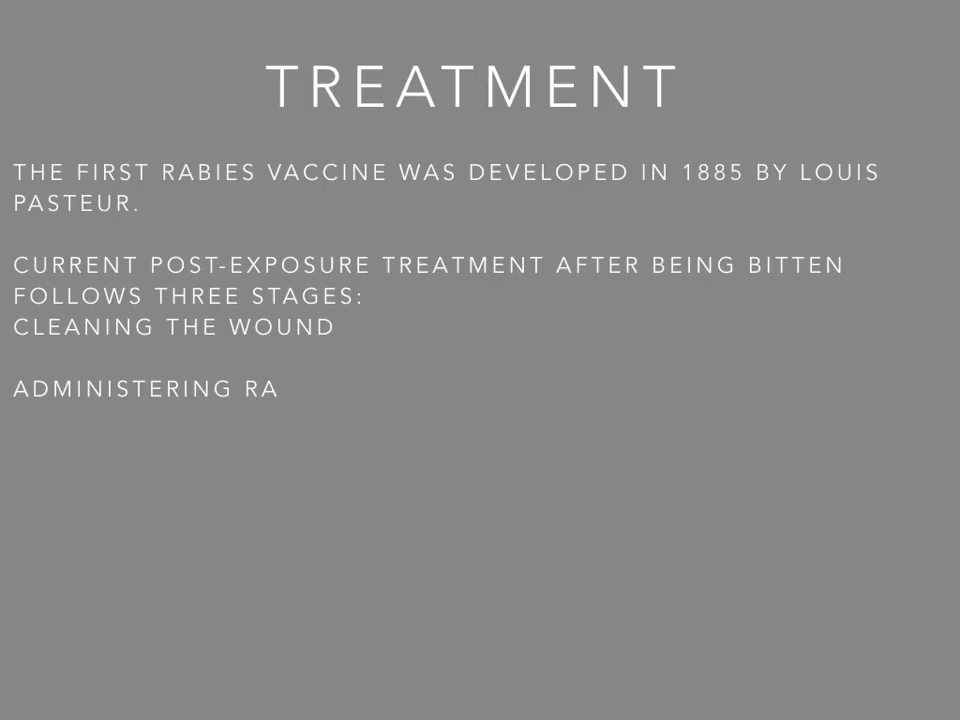 TREATMENT
THE FIRST RABIES VACCINE WAS DEVELOPED IN 1885 BY LOUIS
PASTEUR.
CURRENT POST-EXPOSURE TREATMENT AFTER BEING BITTEN
FOLLOWS THREE STAGES:
CLEANING THE WOUND
ADMINISTERING RA